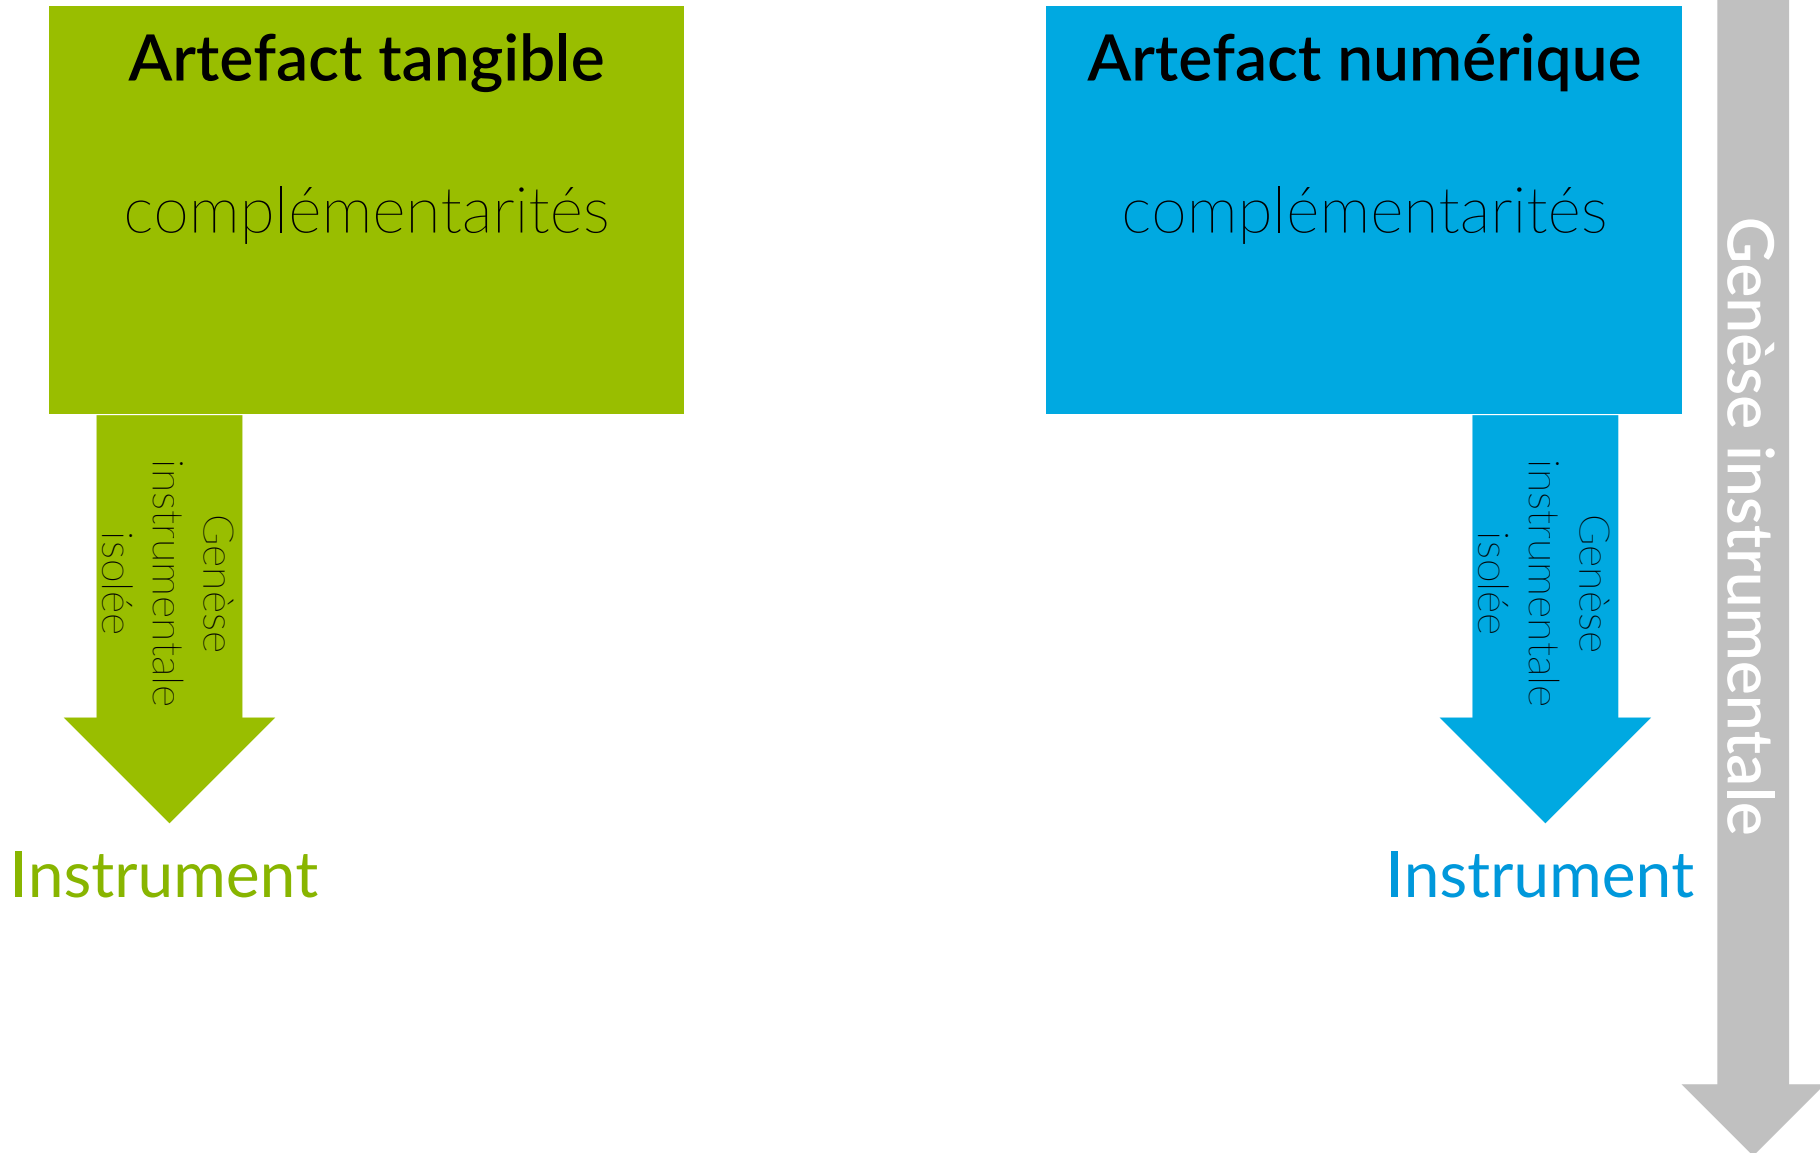 Artefact tangible
complémentarités
Artefact numérique
complémentarités
Genèse
instrumentale
isolée
Genèse
instrumentale
isolée
Instrument
Instrument
Genèse instrumentale